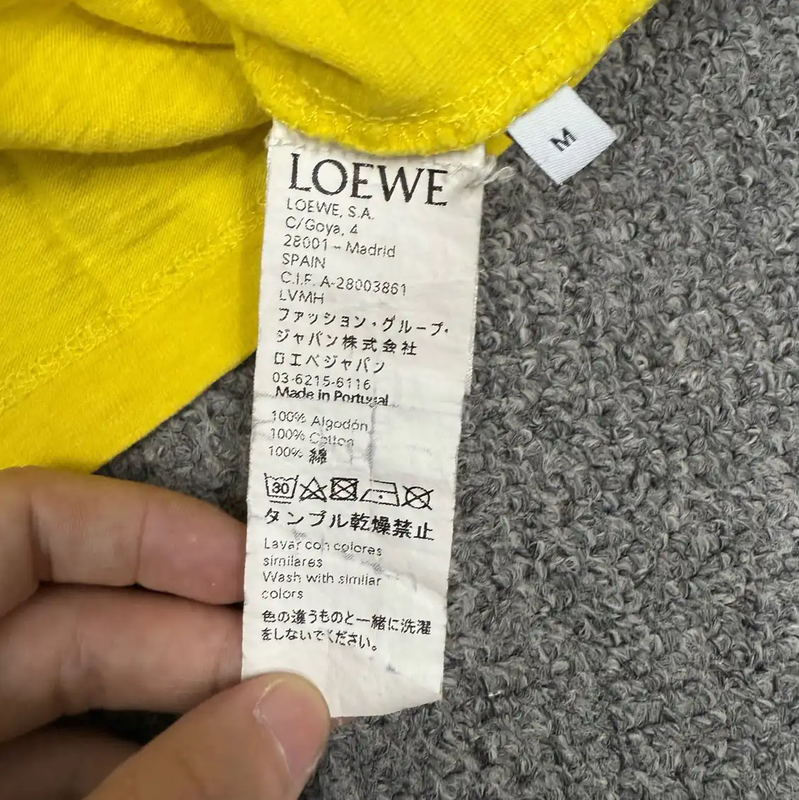 LOEWE
LOEWE, S.A.
C/Goya, 4
28001 – Madrid
SPAIN
C.I.F. A-28003861
LVMH
ファッション・グループ・
ジャパン株式会社
ロエベジャパン
03-6215-6116
Made in Portugal
100% Algodón
100% Cotton
100% 綿
30
タンブル乾燥禁止
Lavar con colores
similares
Wash with similar
colors
色の違うものと一緒に洗濯
をしないでください。
M